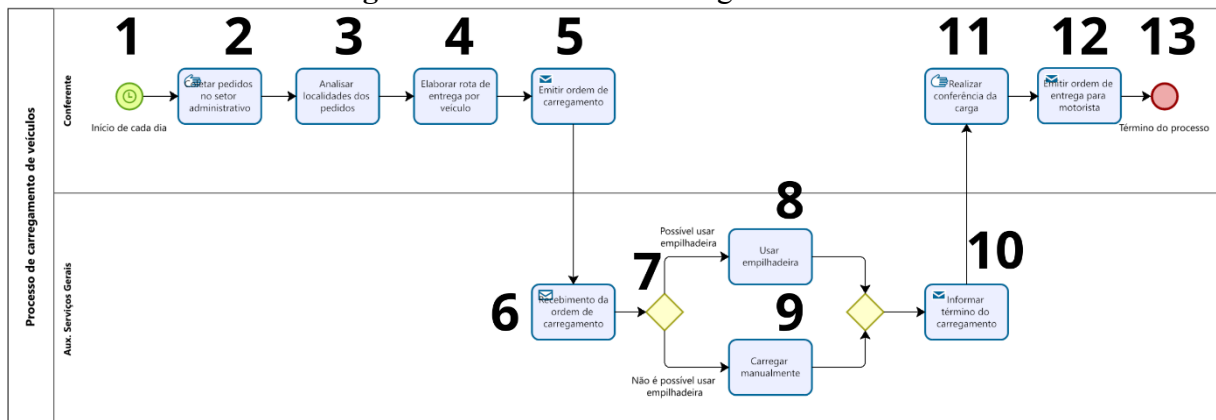 1
2
3
4
5
11
12
13
Processo de carregamento de veículos
Conferente
Início de cada dia
Coletar pedidos
no setor
administrativo
Analisar
localidades dos
pedidos
Elaborar rota de
entrega por
veículo
Emitir ordem de
carregamento
Realizar
conferência da
carga
Emitir ordem de
entrega para
motorista
Término do processo
Aux. Serviços Gerais
6
Recebimento da
ordem de
carregamento
7
Possível usar
empilhadeira
Não é possível usar
empilhadeira
8
Usar
empilhadeira
9
Carregar
manualmente
10
Informar
término do
carregamento